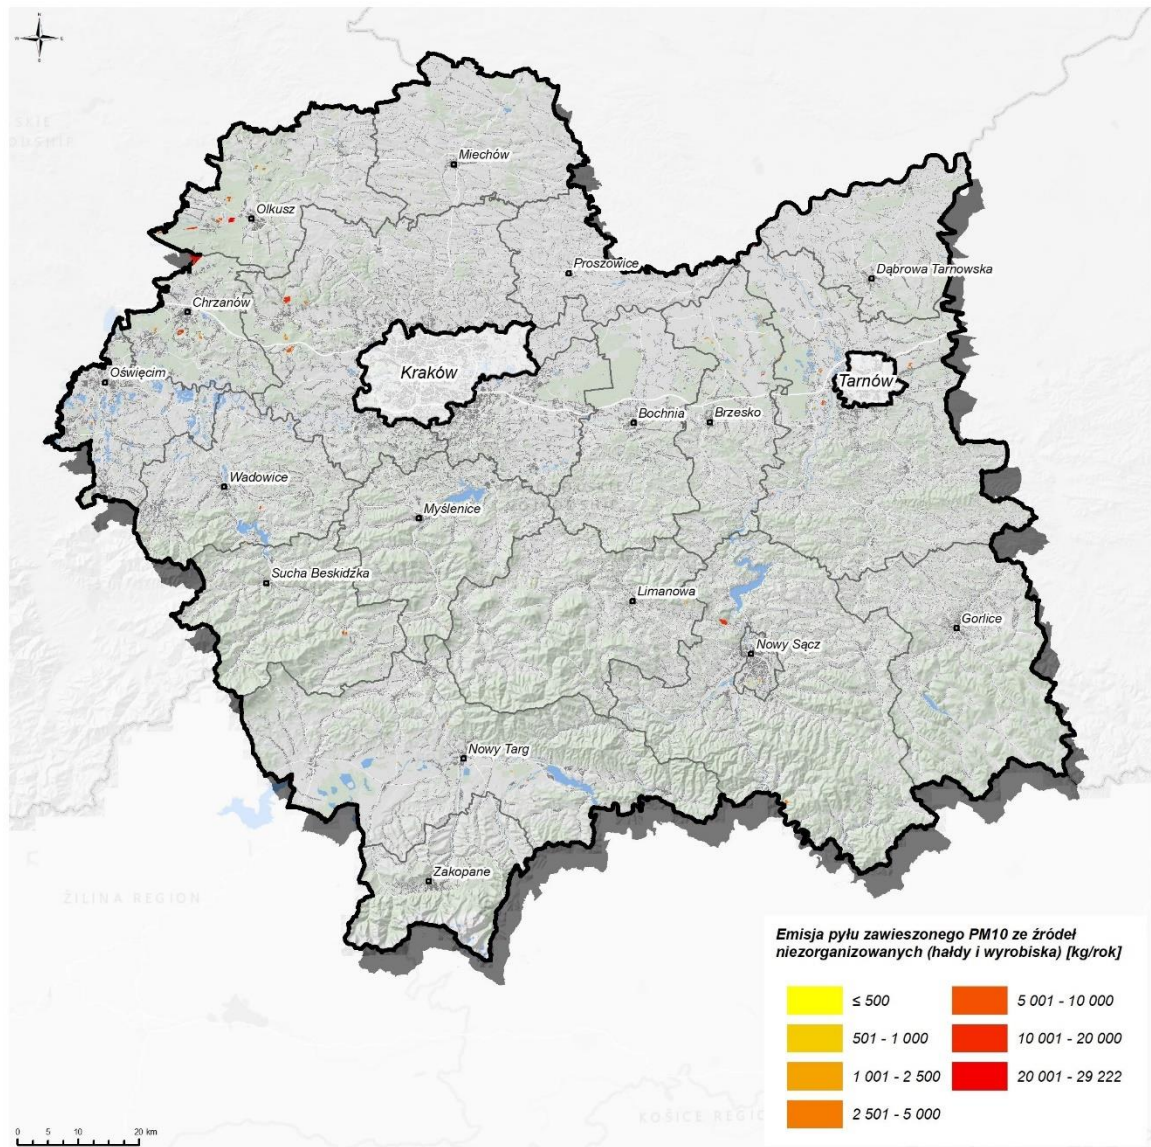 N
W
E
S
SKIE
DUSHIP
Miechów
Olkusz
Proszowice
Dąbrowa Tarnowska
Chrzanów
Kraków
Tarnów
Oświęcim
Bochnia
Brzesko
Wadowice
Myślenice
Sucha Beskidzka
Limanowa
Gorlice
Nowy Sącz
Nowy Targ
Zakopane
ŽILINA REGION
Emisja pyłu zawieszonego PM10 ze źródeł
niezorganizowanych (hałdy i wyrobiska) [kg/rok]
≤ 500
5 001 - 10 000
501 - 1 000
10 001 - 20 000
1 001 - 2 500
20 001 - 29 222
2 501 - 5 000
KOŠICE REGIO
0 5 10 20 km